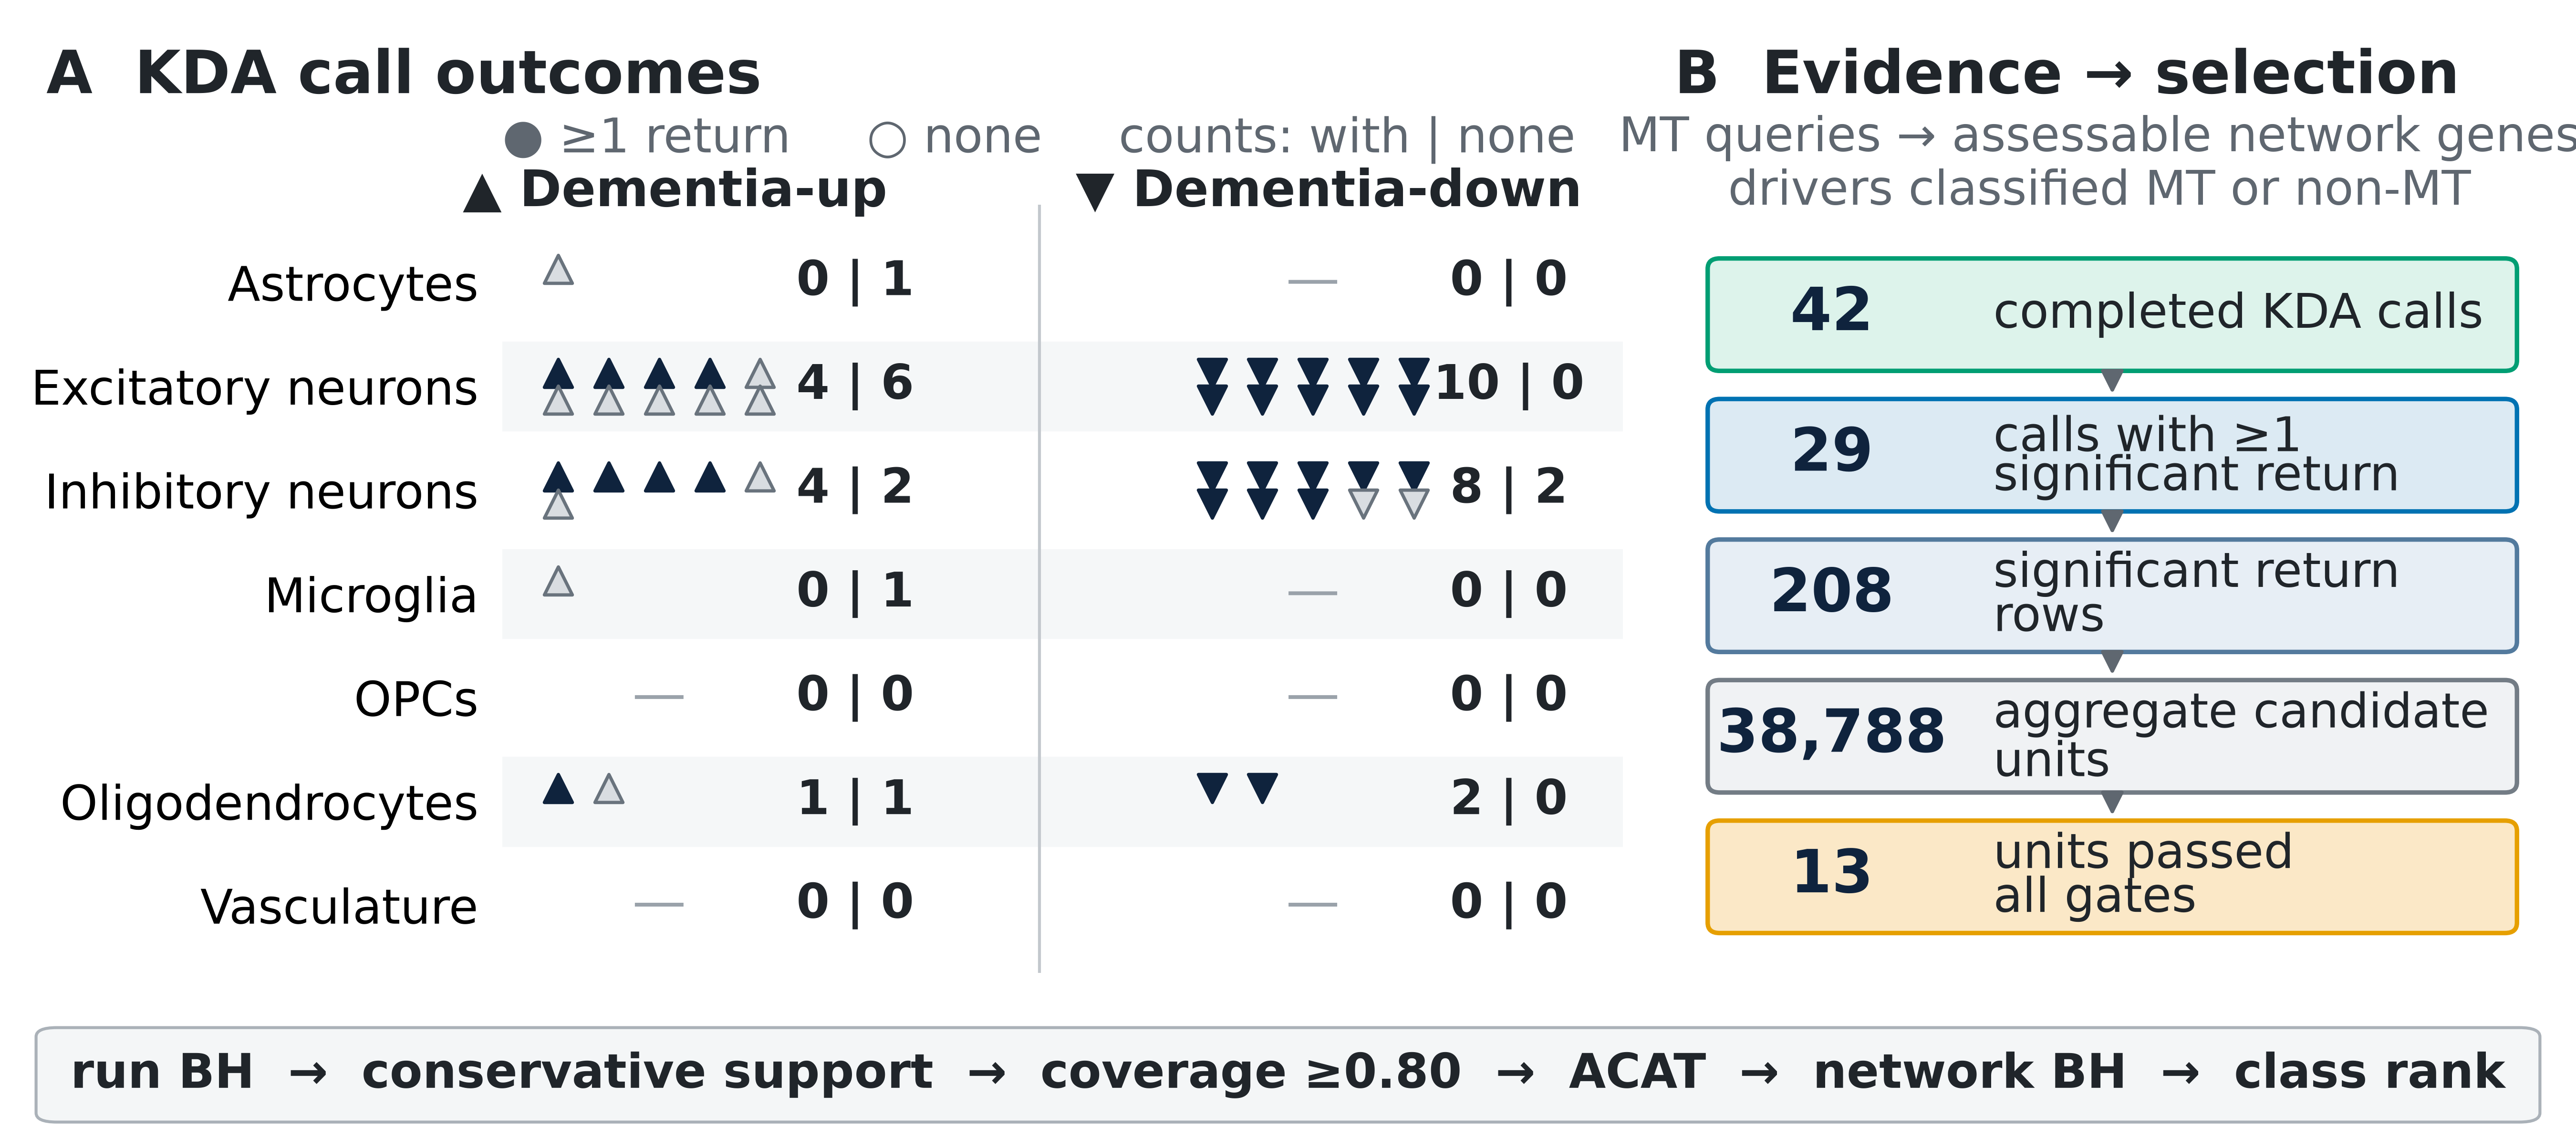 A KDA call outcomes
● ≥1 return ○ none counts: with | none
▲ Dementia-up ▼ Dementia-down
Astrocytes 0 | 1 — 0 | 0
Excitatory neurons 4 | 6 10 | 0
Inhibitory neurons 4 | 2 8 | 2
Microglia 0 | 1 — 0 | 0
OPCs — 0 | 0 — 0 | 0
Oligodendrocytes 1 | 1 2 | 0
Vasculature — 0 | 0 — 0 | 0
B Evidence → selection
MT queries → assessable network genes
drivers classified MT or non-MT
42 completed KDA calls
29 calls with ≥1
significant return
208 significant return
rows
38,788 aggregate candidate
units
13 units passed
all gates
run BH → conservative support → coverage ≥0.80 → ACAT → network BH → class rank